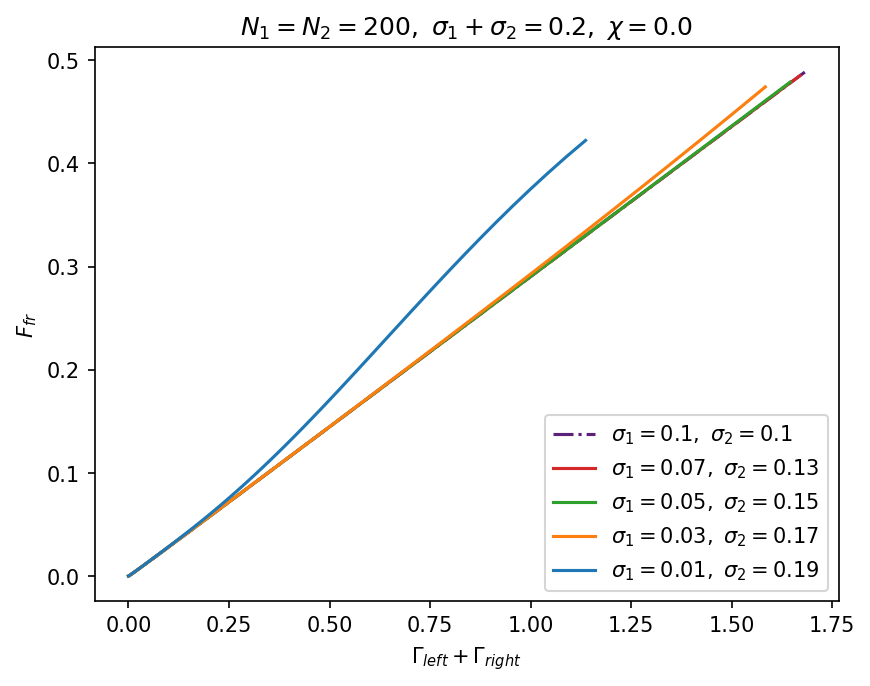 N₁ = N₂ = 200, σ₁ + σ₂ = 0.2, χ = 0.0
0.5
0.4
0.3
0.2
0.1
0.0
F_fr
σ₁ = 0.1, σ₂ = 0.1
σ₁ = 0.07, σ₂ = 0.13
σ₁ = 0.05, σ₂ = 0.15
σ₁ = 0.03, σ₂ = 0.17
σ₁ = 0.01, σ₂ = 0.19
0.00 0.25 0.50 0.75 1.00 1.25 1.50 1.75
Γ_left + Γ_right